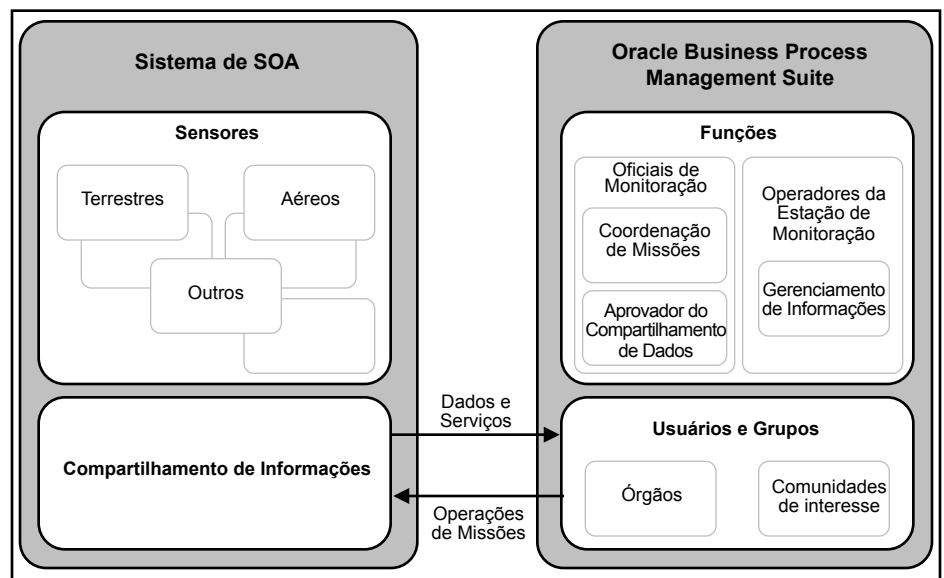 Sistema de SOA
Sensores
Terrestres
Aéreos
Outros
Compartilhamento de Informações
Dados e
Serviços
Operações
de Missões
Oracle Business Process
Management Suite
Funções
Oficiais de
Monitoração
Coordenação
de Missões
Aprovador do
Compartilhamento
de Dados
Operadores da
Estação de
Monitoração
Gerenciamento
de Informações
Usuários e Grupos
Órgãos
Comunidades
de interesse